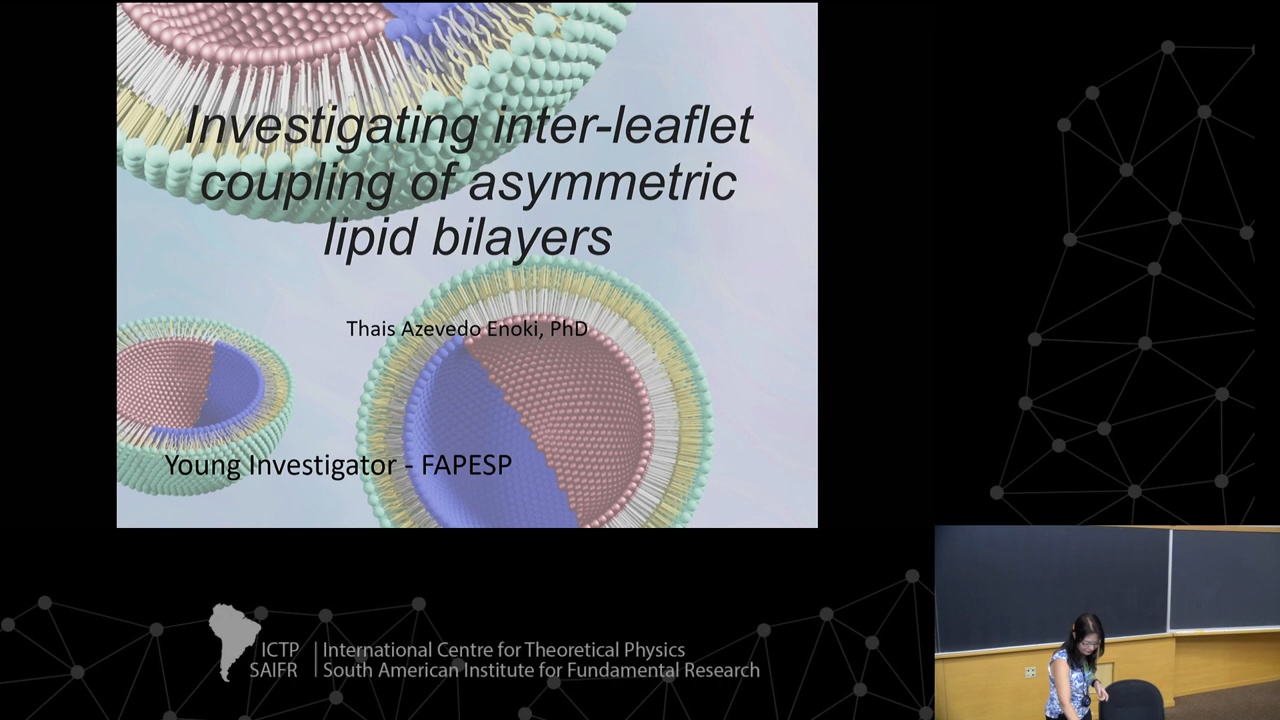 Investigating inter-leaflet
coupling of asymmetric
lipid bilayers
Thais Azevedo Enoki, PhD
Young Investigator - FAPESP
ICTP
SAIFR
International Centre for Theoretical Physics
South American Institute for Fundamental Research